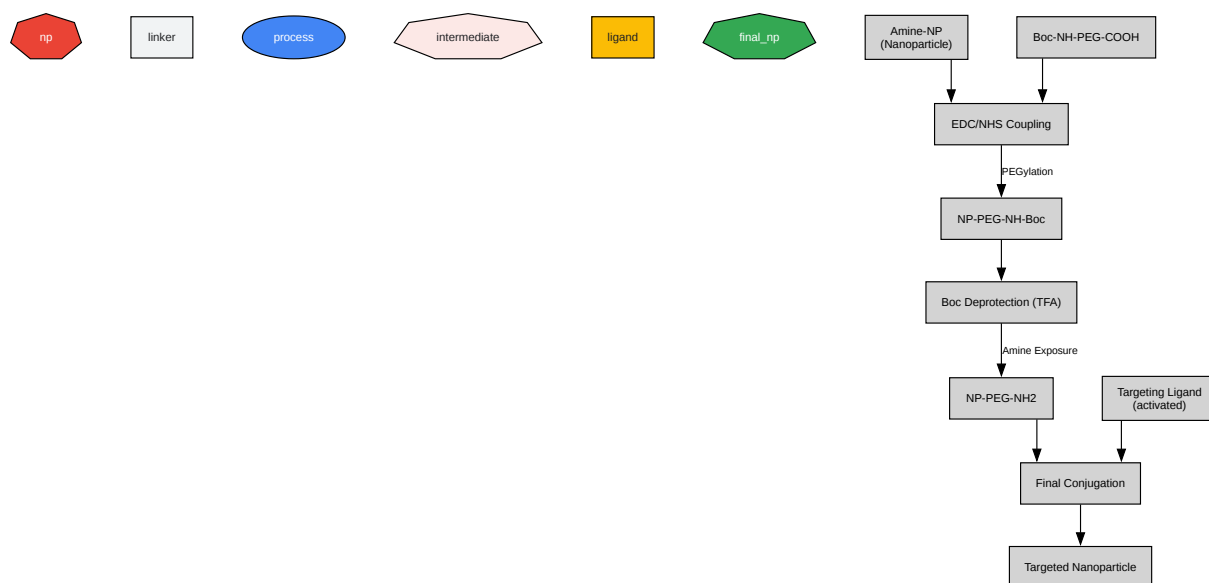 np
linker
process
intermediate
ligand
final_np
Amine-NP
(Nanoparticle)
Boc-NH-PEG-COOH
EDC/NHS Coupling
PEGylation
NP-PEG-NH-Boc
Boc Deprotection (TFA)
Amine Exposure
NP-PEG-NH2
Targeting Ligand
(activated)
Final Conjugation
Targeted Nanoparticle